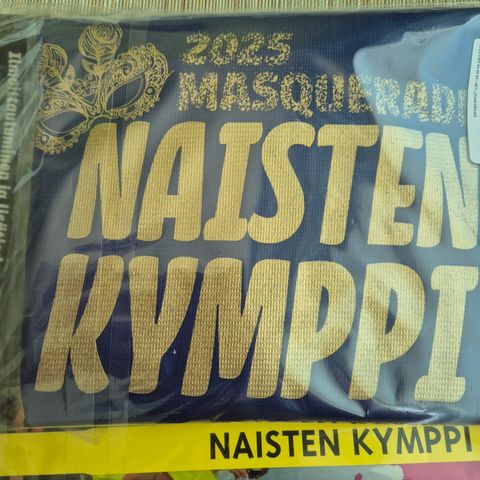 2025
MASQUERADE
NAISTEN
KYMPPI
NAISTEN KYMPPI